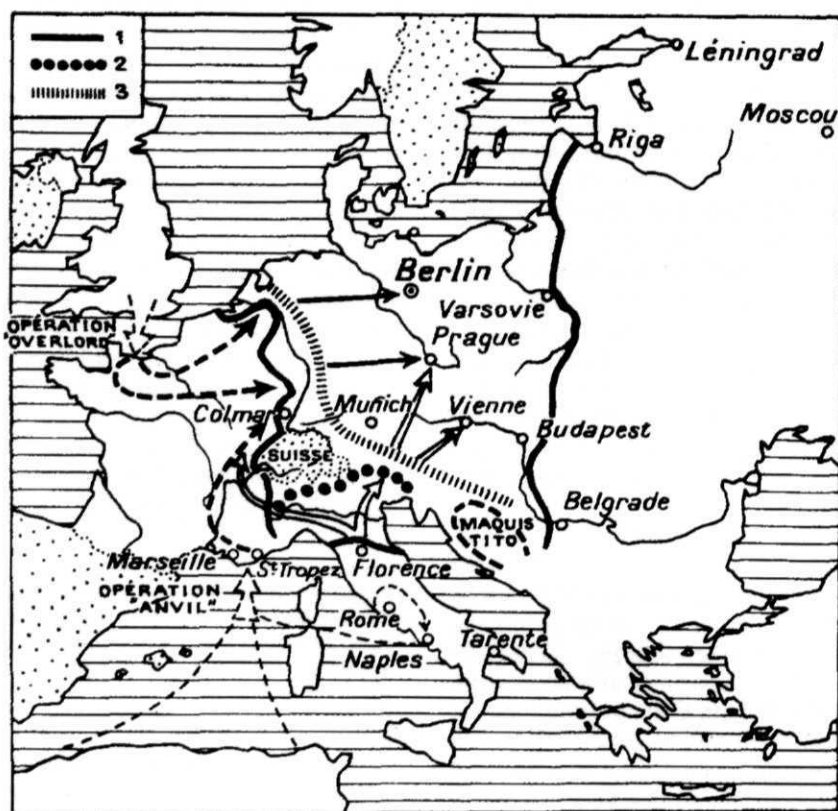 1
2
3
Léningrad
Moscou
Riga
Berlin
OPÉRATION
"OVERLORD"
Varsovie
Prague
Colmar
Munich
Vienne
Budapest
SUISSE
Belgrade
MAQUIS
TITO
Marseille
St Tropez
Florence
OPÉRATION
"ANVIL"
Rome
Naples
Tarente